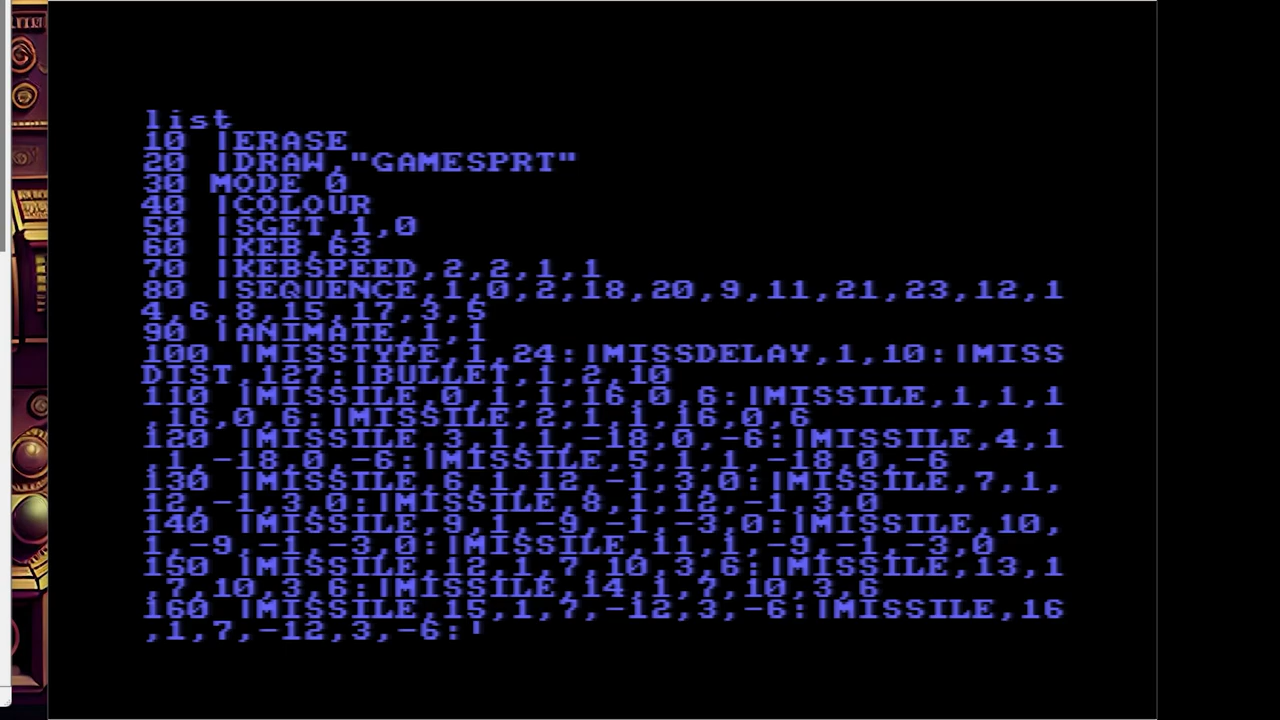 list
10 |ERASE
20 |DRAW,"GAMESPRT"
30 MODE 0
40 |COLOUR
50 |SGET,1,0
60 |KEB,63
70 |KEBSPEED,2,2,1,1
80 |SEQUENCE,1,0,2,18,20,9,11,21,23,12,1
4,6,8,15,17,3,5
90 |ANIMATE,1,1
100 |MISSTYPE,1,24:|MISSDELAY,1,10:|MISS
DIST,127:|BULLET,1,2,10
110 |MISSILE,0,1,1,16,0,6:|MISSILE,1,1,1
,16,0,6:|MISSILE,2,1,1,16,0,6
120 |MISSILE,3,1,1,-18,0,-6:|MISSILE,4,1
,1,-18,0,-6:|MISSILE,5,1,1,-18,0,-6
130 |MISSILE,6,1,12,-1,3,0:|MISSILE,7,1,
12,-1,3,0:|MISSILE,8,1,12,-1,3,0
140 |MISSILE,9,1,-9,-1,-3,0:|MISSILE,10,
1,-9,-1,-3,0:|MISSILE,11,1,-9,-1,-3,0
150 |MISSILE,12,1,7,10,3,6:|MISSILE,13,1
,7,10,3,6:|MISSILE,14,1,7,10,3,6
160 |MISSILE,15,1,7,-12,3,-6:|MISSILE,16
,1,7,-12,3,-6:'